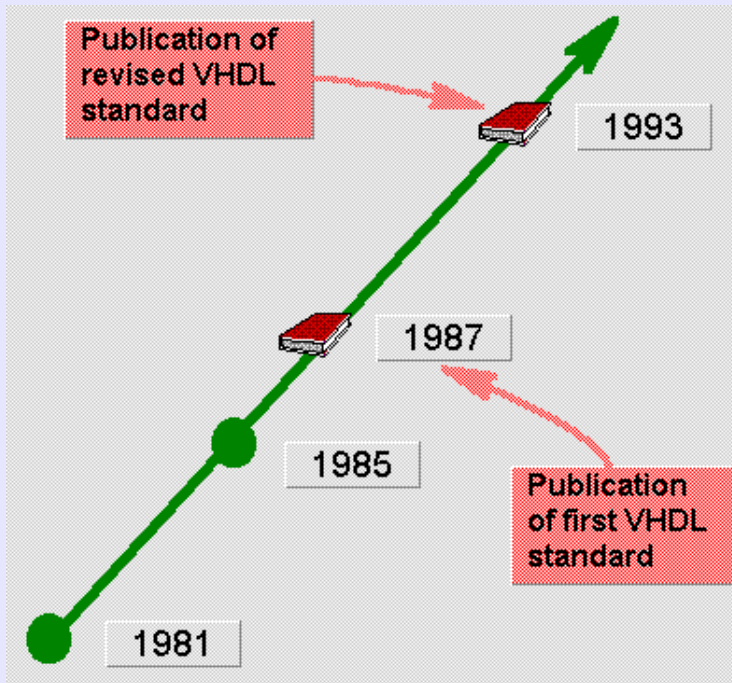 Publication of
revised VHDL
standard
1993
1987
1985
Publication
of first VHDL
standard
1981